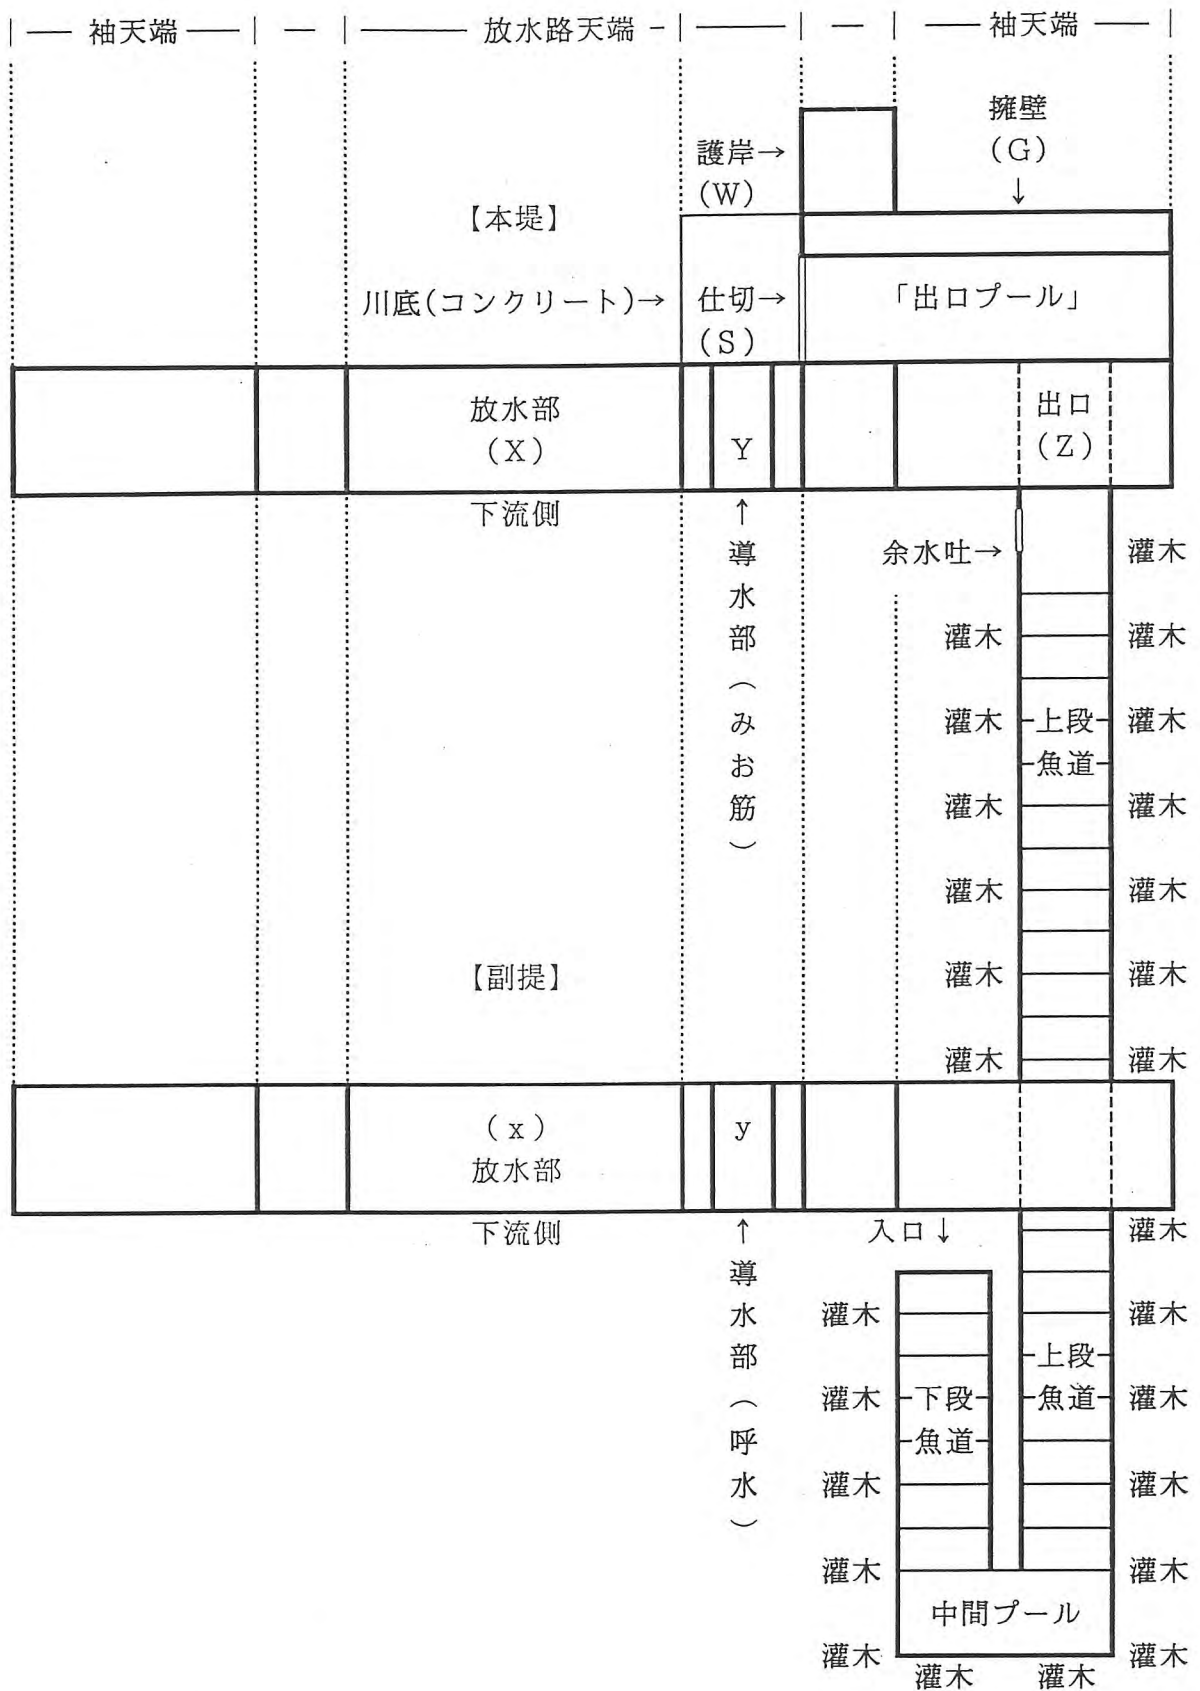 袖天端 放水路天端 袖天端
擁壁
(G)
↓
護岸→
(W)
【本堤】
川底(コンクリート)→
仕切→
(S)
「出口プール」
放水部
(X)
Y
出口
(Z)
下流側
↑
導水部(みお筋)
余水吐→
灌木
灌木 灌木
灌木 上段 灌木
魚道
灌木 灌木
灌木 灌木
【副提】
灌木 灌木
灌木 灌木
(x)
放水部
y
下流側
↑
導水部(呼水)
入口↓
灌木
灌木 灌木
上段
灌木 下段 魚道 灌木
魚道
灌木 灌木
灌木 灌木
中間プール
灌木 灌木
灌木 灌木